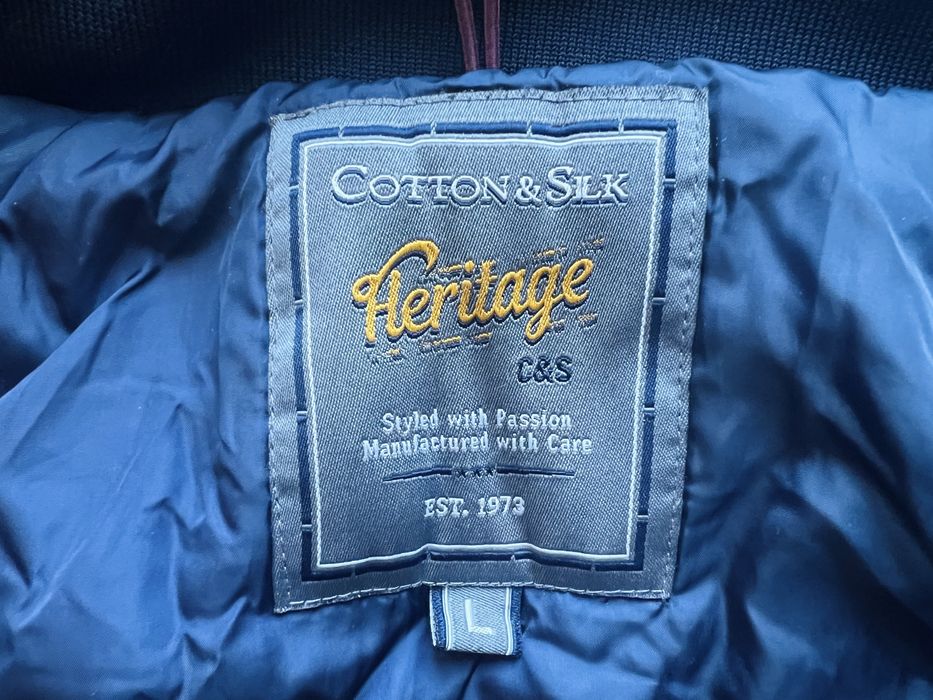 COTTON & SILK
Heritage
C&S
Styled with Passion
Manufactured with Care
EST. 1973
L